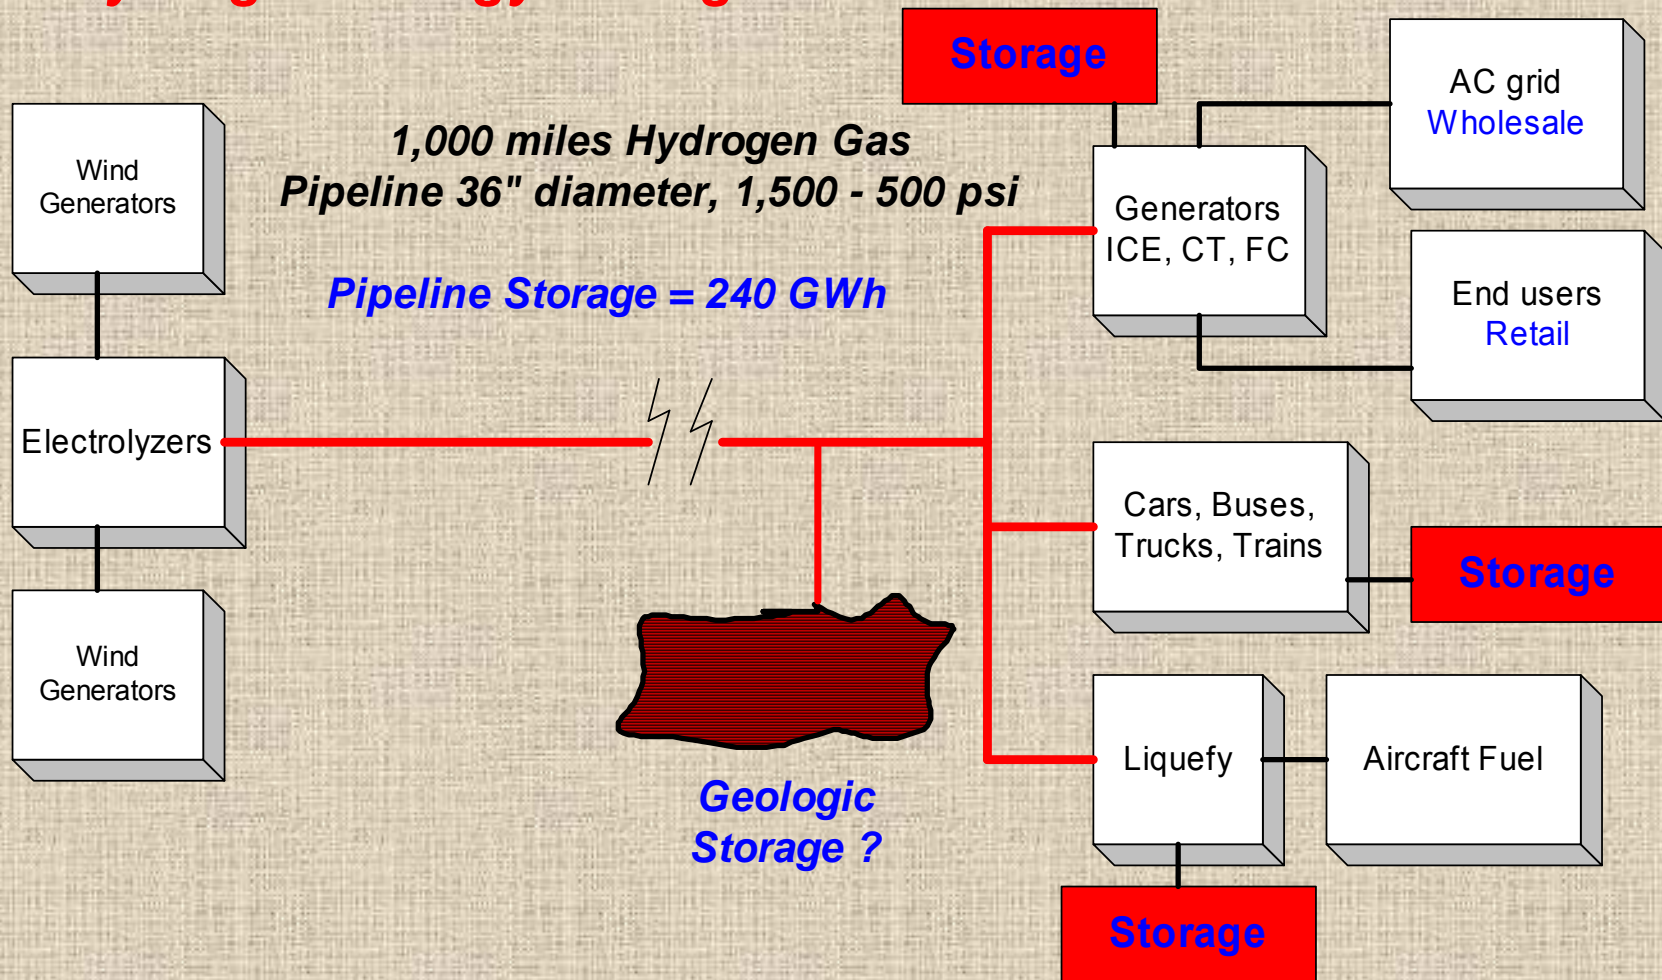 Storage
AC grid
Wholesale
Wind
Generators
1,000 miles Hydrogen Gas
Pipeline 36" diameter, 1,500 - 500 psi
Pipeline Storage = 240 GWh
Generators
ICE, CT, FC
End users
Retail
Electrolyzers
Cars, Buses,
Trucks, Trains
Storage
Wind
Generators
Geologic
Storage ?
Liquefy
Aircraft Fuel
Storage